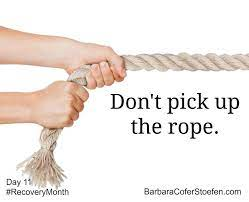 Don't pick up
the rope.
Day 11
#RecoveryMonth
BarbaraCoferStoefen.com